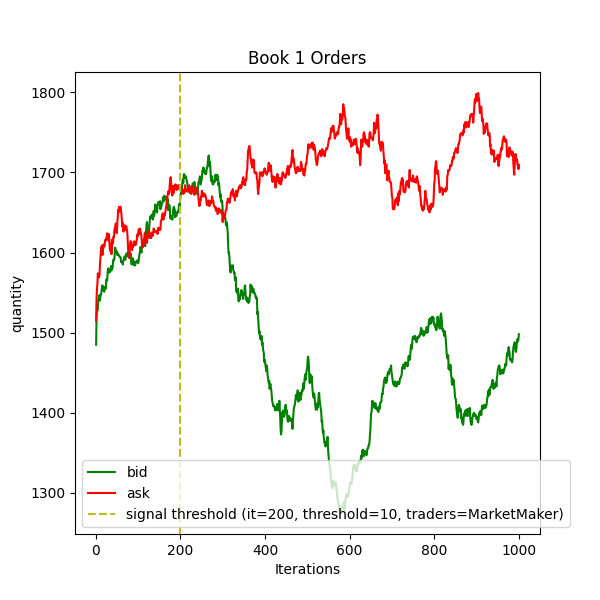 Book 1 Orders
1800
1700
1600
1500
1400
1300
quantity
bid
ask
signal threshold (it=200, threshold=10, traders=MarketMaker)
0 200 400 600 800 1000
Iterations